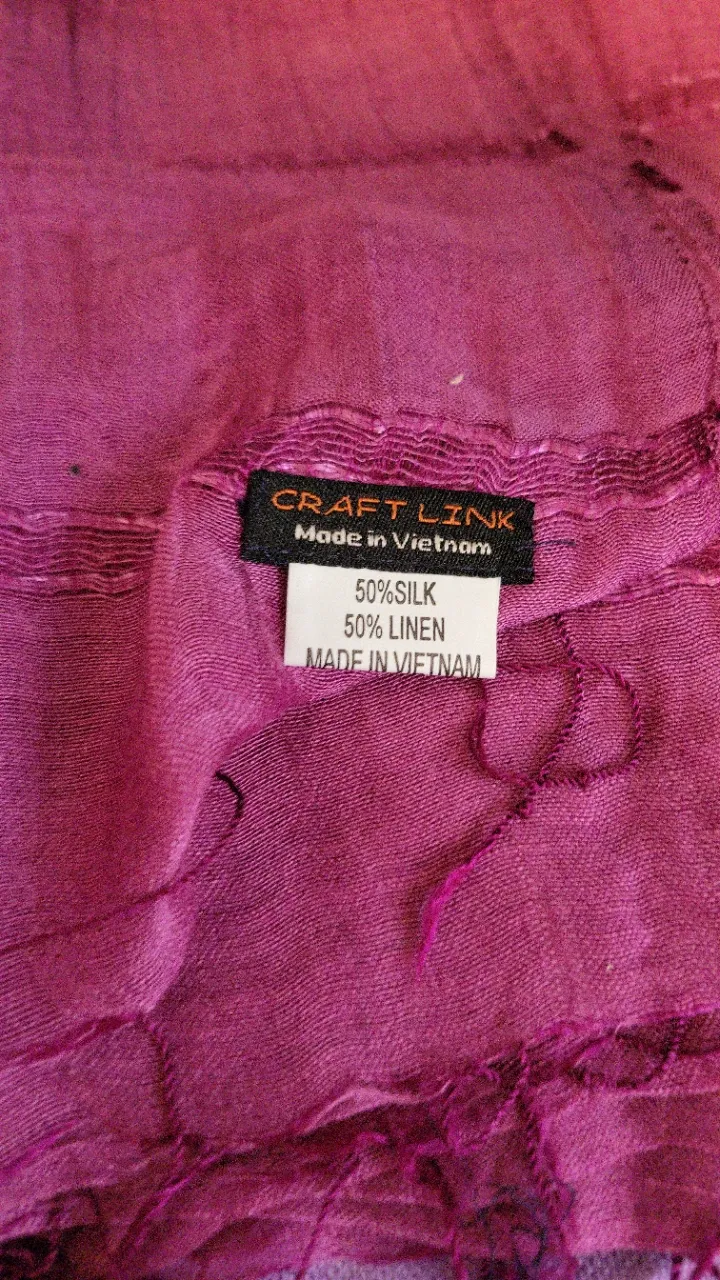 CRAFT LINK
Made in Vietnam
50%SILK
50% LINEN
MADE IN VIETNAM